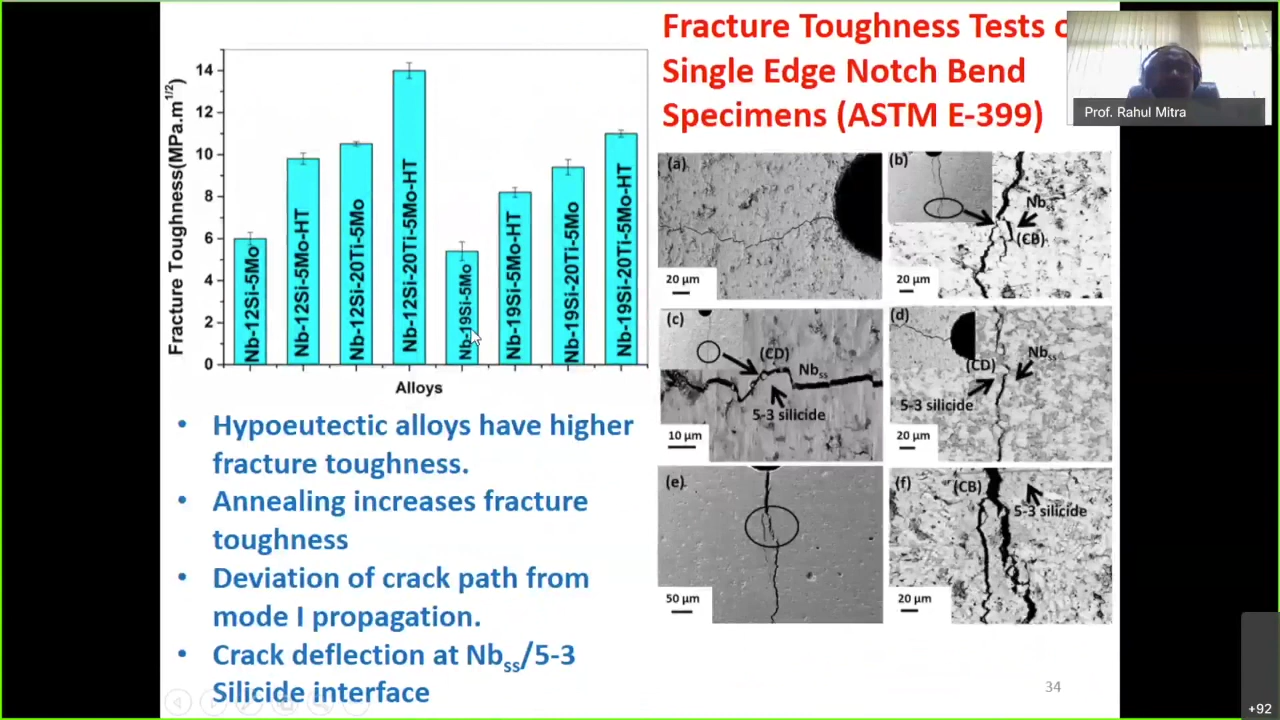 Fracture Toughness Tests o
Single Edge Notch Bend
Specimens (ASTM E-399)
Prof. Rahul Mitra
Fracture Toughness(MPa.m1/2)
14
12
10
8
6
4
2
0
Nb-12Si-5Mo
Nb-12Si-5Mo-HT
Nb-12Si-20Ti-5Mo
Nb-12Si-20Ti-5Mo-HT
Nb-19Si-5Mo
Nb-19Si-5Mo-HT
Nb-19Si-20Ti-5Mo
Nb-19Si-20Ti-5Mo-HT
Alloys
• Hypoeutectic alloys have higher
fracture toughness.
• Annealing increases fracture
toughness
• Deviation of crack path from
mode I propagation.
• Crack deflection at Nbss/5-3
Silicide interface
(a)
20 µm
(b)
Nbss
(CB)
20 µm
(c)
(CD)
Nbss
5-3 silicide
10 µm
(d)
(CD)
Nbss
5-3 silicide
20 µm
(e)
50 µm
(f)
(CB)
5-3 silicide
20 µm
34
+92